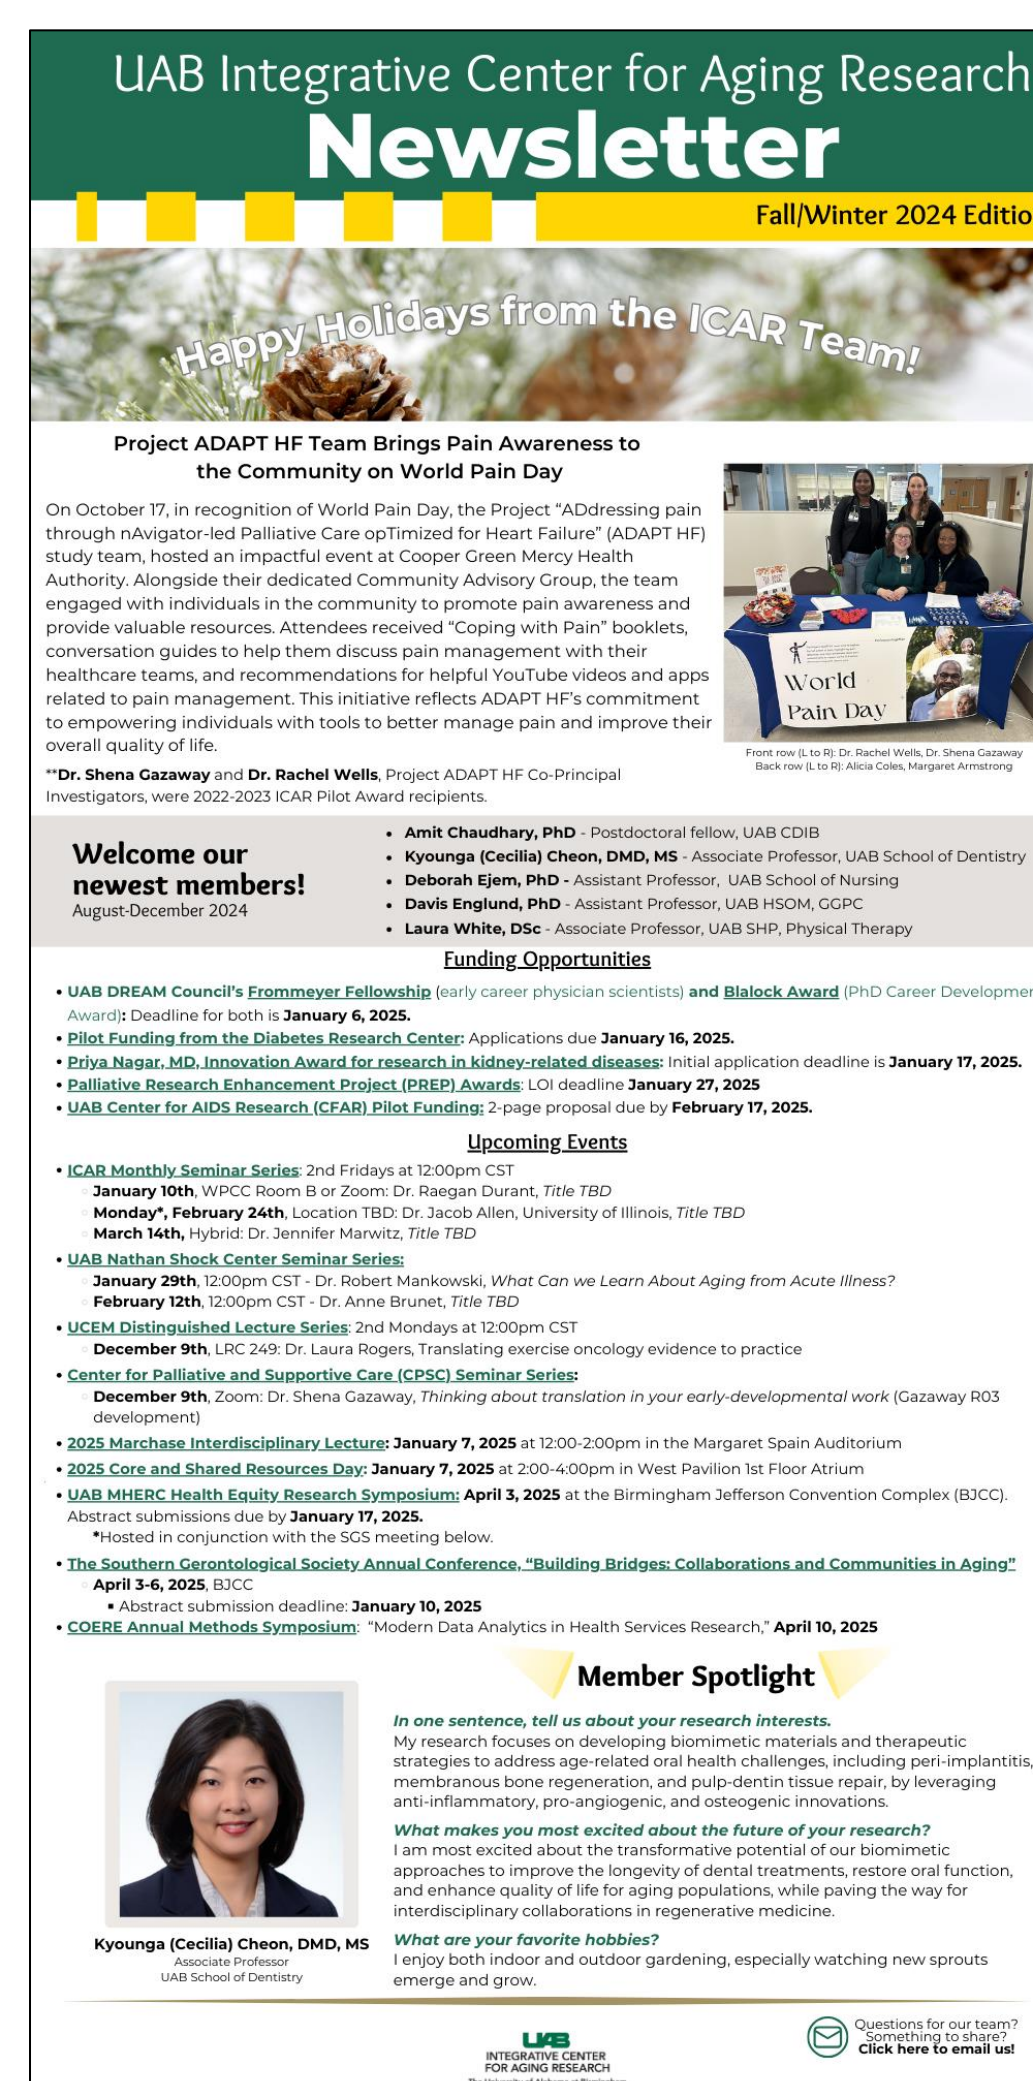 UAB Integrative Center for Aging Research
Newsletter
Fall/Winter 2024 Editio
Happy Holidays from the ICAR Team!
Project ADAPT HF Team Brings Pain Awareness to
the Community on World Pain Day
On October 17, in recognition of World Pain Day, the Project “ADdressing pain
through nAvigator-led Palliative Care opTimized for Heart Failure” (ADAPT HF)
study team, hosted an impactful event at Cooper Green Mercy Health
Authority. Alongside their dedicated Community Advisory Group, the team
engaged with individuals in the community to promote pain awareness and
provide valuable resources. Attendees received “Coping with Pain” booklets,
conversation guides to help them discuss pain management with their
healthcare teams, and recommendations for helpful YouTube videos and apps
related to pain management. This initiative reflects ADAPT HF’s commitment
to empowering individuals with tools to better manage pain and improve their
overall quality of life.
**Dr. Shena Gazaway and Dr. Rachel Wells, Project ADAPT HF Co-Principal
Investigators, were 2022-2023 ICAR Pilot Award recipients.
World
Pain Day
Front row (L to R): Dr. Rachel Wells, Dr. Shena Gazaway
Back row (L to R): Alicia Coles, Margaret Armstrong
Welcome our
newest members!
August-December 2024
• Amit Chaudhary, PhD - Postdoctoral fellow, UAB CDIB
• Kyounga (Cecilia) Cheon, DMD, MS - Associate Professor, UAB School of Dentistry
• Deborah Ejem, PhD - Assistant Professor, UAB School of Nursing
• Davis Englund, PhD - Assistant Professor, UAB HSOM, GGPC
• Laura White, DSc - Associate Professor, UAB SHP, Physical Therapy
Funding Opportunities
• UAB DREAM Council’s Frommeyer Fellowship (early career physician scientists) and Blalock Award (PhD Career Developmen
Award): Deadline for both is January 6, 2025.
• Pilot Funding from the Diabetes Research Center: Applications due January 16, 2025.
• Priya Nagar, MD, Innovation Award for research in kidney-related diseases: Initial application deadline is January 17, 2025.
• Palliative Research Enhancement Project (PREP) Awards: LOI deadline January 27, 2025
• UAB Center for AIDS Research (CFAR) Pilot Funding: 2-page proposal due by February 17, 2025.
Upcoming Events
• ICAR Monthly Seminar Series: 2nd Fridays at 12:00pm CST
◦ January 10th, WPCC Room B or Zoom: Dr. Raegan Durant, Title TBD
◦ Monday*, February 24th, Location TBD: Dr. Jacob Allen, University of Illinois, Title TBD
◦ March 14th, Hybrid: Dr. Jennifer Marwitz, Title TBD
• UAB Nathan Shock Center Seminar Series:
◦ January 29th, 12:00pm CST - Dr. Robert Mankowski, What Can we Learn About Aging from Acute Illness?
◦ February 12th, 12:00pm CST - Dr. Anne Brunet, Title TBD
• UCEM Distinguished Lecture Series: 2nd Mondays at 12:00pm CST
◦ December 9th, LRC 249: Dr. Laura Rogers, Translating exercise oncology evidence to practice
• Center for Palliative and Supportive Care (CPSC) Seminar Series:
◦ December 9th, Zoom: Dr. Shena Gazaway, Thinking about translation in your early-developmental work (Gazaway R03
development)
• 2025 Marchase Interdisciplinary Lecture: January 7, 2025 at 12:00-2:00pm in the Margaret Spain Auditorium
• 2025 Core and Shared Resources Day: January 7, 2025 at 2:00-4:00pm in West Pavilion 1st Floor Atrium
• UAB MHERC Health Equity Research Symposium: April 3, 2025 at the Birmingham Jefferson Convention Complex (BJCC).
Abstract submissions due by January 17, 2025.
*Hosted in conjunction with the SGS meeting below.
• The Southern Gerontological Society Annual Conference, “Building Bridges: Collaborations and Communities in Aging”
◦ April 3-6, 2025, BJCC
▪ Abstract submission deadline: January 10, 2025
• COERE Annual Methods Symposium: “Modern Data Analytics in Health Services Research,” April 10, 2025
Member Spotlight
In one sentence, tell us about your research interests.
My research focuses on developing biomimetic materials and therapeutic
strategies to address age-related oral health challenges, including peri-implantitis,
membranous bone regeneration, and pulp-dentin tissue repair, by leveraging
anti-inflammatory, pro-angiogenic, and osteogenic innovations.
What makes you most excited about the future of your research?
I am most excited about the transformative potential of our biomimetic
approaches to improve the longevity of dental treatments, restore oral function,
and enhance quality of life for aging populations, while paving the way for
interdisciplinary collaborations in regenerative medicine.
What are your favorite hobbies?
I enjoy both indoor and outdoor gardening, especially watching new sprouts
emerge and grow.
Kyounga (Cecilia) Cheon, DMD, MS
Associate Professor
UAB School of Dentistry
UAB
INTEGRATIVE CENTER
FOR AGING RESEARCH
The University of Alabama at Birmingham
Questions for our team?
Something to share?
Click here to email us!